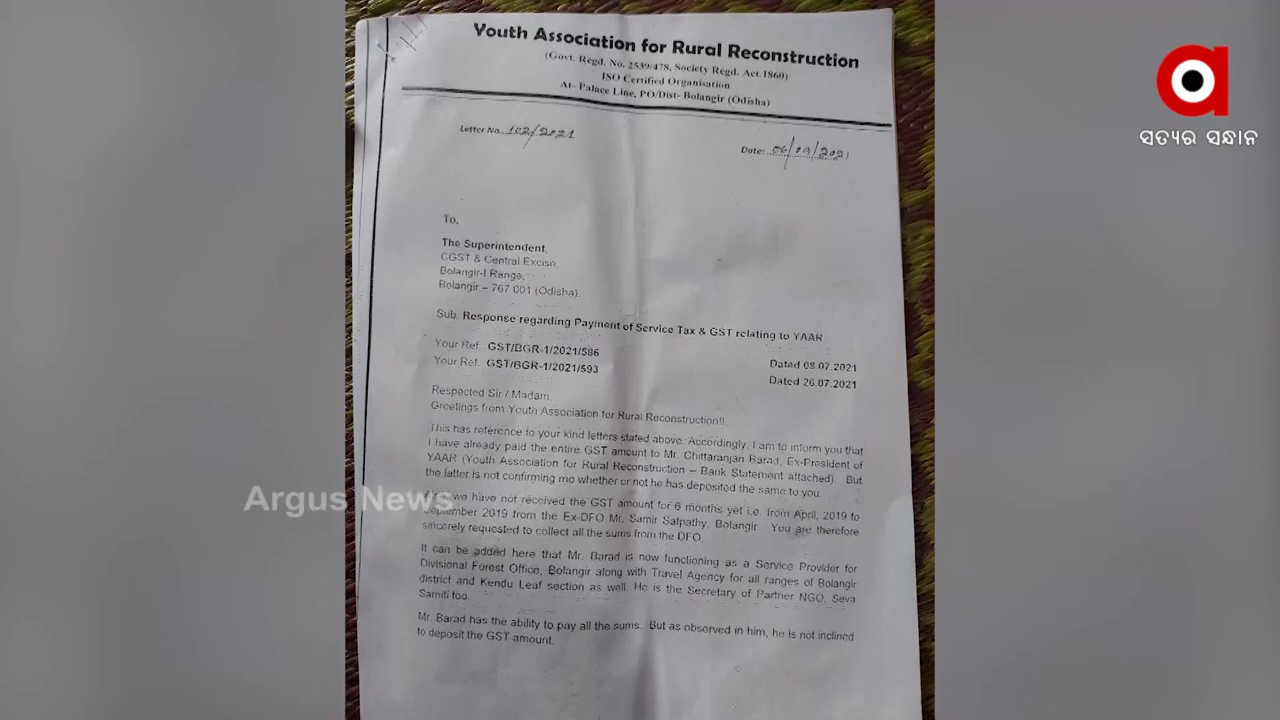 Youth Association for Rural Reconstruction
(Govt. Regd. No. 2539/478, Society Regd. Act.1860)
ISO Certified Organisation
At- Palace Line, PO/Dist- Bolangir (Odisha)
ସତ୍ୟର ସନ୍ଧାନ
Letter No...102/2021
Date:..06/09/2021
To,
The Superintendent,
CGST & Central Excise,
Bolangir-I Range,
Bolangir – 767 001 (Odisha).
Sub. Response regarding Payment of Service Tax & GST relating to YAAR
Your Ref: GST/BGR-1/2021/586 Dated 08.07.2021
Your Ref. GST/BGR-1/2021/593 Dated 26.07.2021
Respected Sir / Madam,
Greetings from Youth Association for Rural Reconstruction!!
This has reference to your kind letters stated above. Accordingly, I am to inform you that
I have already paid the entire GST amount to Mr. Chittaranjan Barad, Ex-President of
YAAR (Youth Association for Rural Reconstruction – Bank Statement attached). But
the latter is not confirming me whether or not he has deposited the same to you.
Argus News
we have not received the GST amount for 6 months yet i.e. from April, 2019 to
September 2019 from the Ex-DFO Mr. Samir Satpathy, Bolangir. You are therefore
sincerely requested to collect all the sums from the DFO.
It can be added here that Mr. Barad is now functioning as a Service Provider for
Divisional Forest Office, Bolangir along with Travel Agency for all ranges of Bolangir
district and Kendu Leaf section as well. He is the Secretary of Partner NGO, Seva
Samiti too.
Mr. Barad has the ability to pay all the sums. But as observed in him, he is not inclined
to deposit the GST amount.